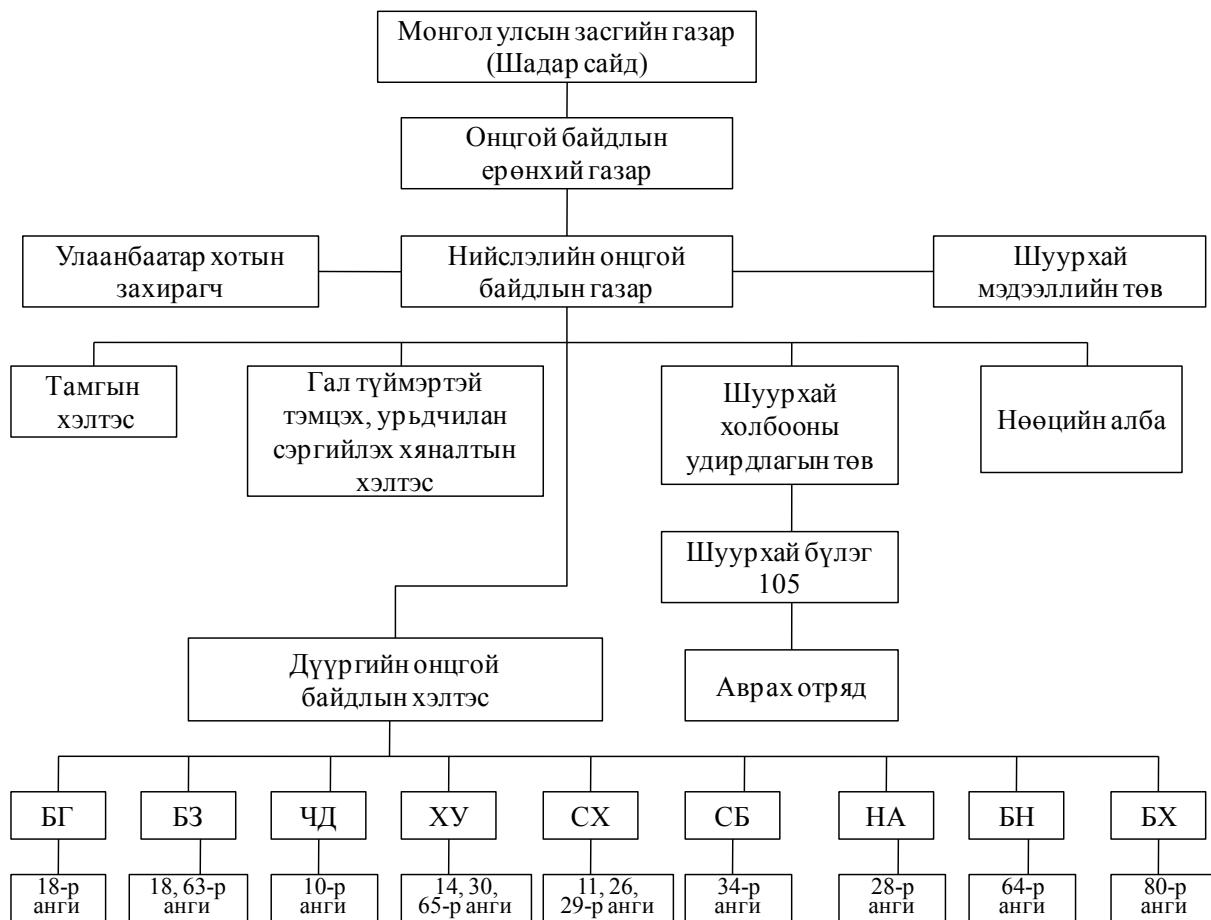 Монгол улсын засгийн газар
(Шадар сайд)
Онцгой байдлын
ерөнхий газар
Улаанбаатар хотын
захирагч
Нийслэлийн онцгой
байдлын газар
Шуурхай
мэдээллийн төв
Тамгын
хэлтэс
Гал түймэртэй
тэмцэх, урьдчилан
сэргийлэх хяналтын
хэлтэс
Шуурхай
холбооны
удирдлагын төв
Нөөцийн алба
Шуурхай бүлэг
105
Аврах отряд
Дүүргийн онцгой
байдлын хэлтэс
БГ
БЗ
ЧД
ХУ
СХ
СБ
НА
БН
БХ
18-р
анги
18, 63-р
анги
10-р
анги
14, 30,
65-р анги
11, 26,
29-р анги
34-р
анги
28-р
анги
64-р
анги
80-р
анги